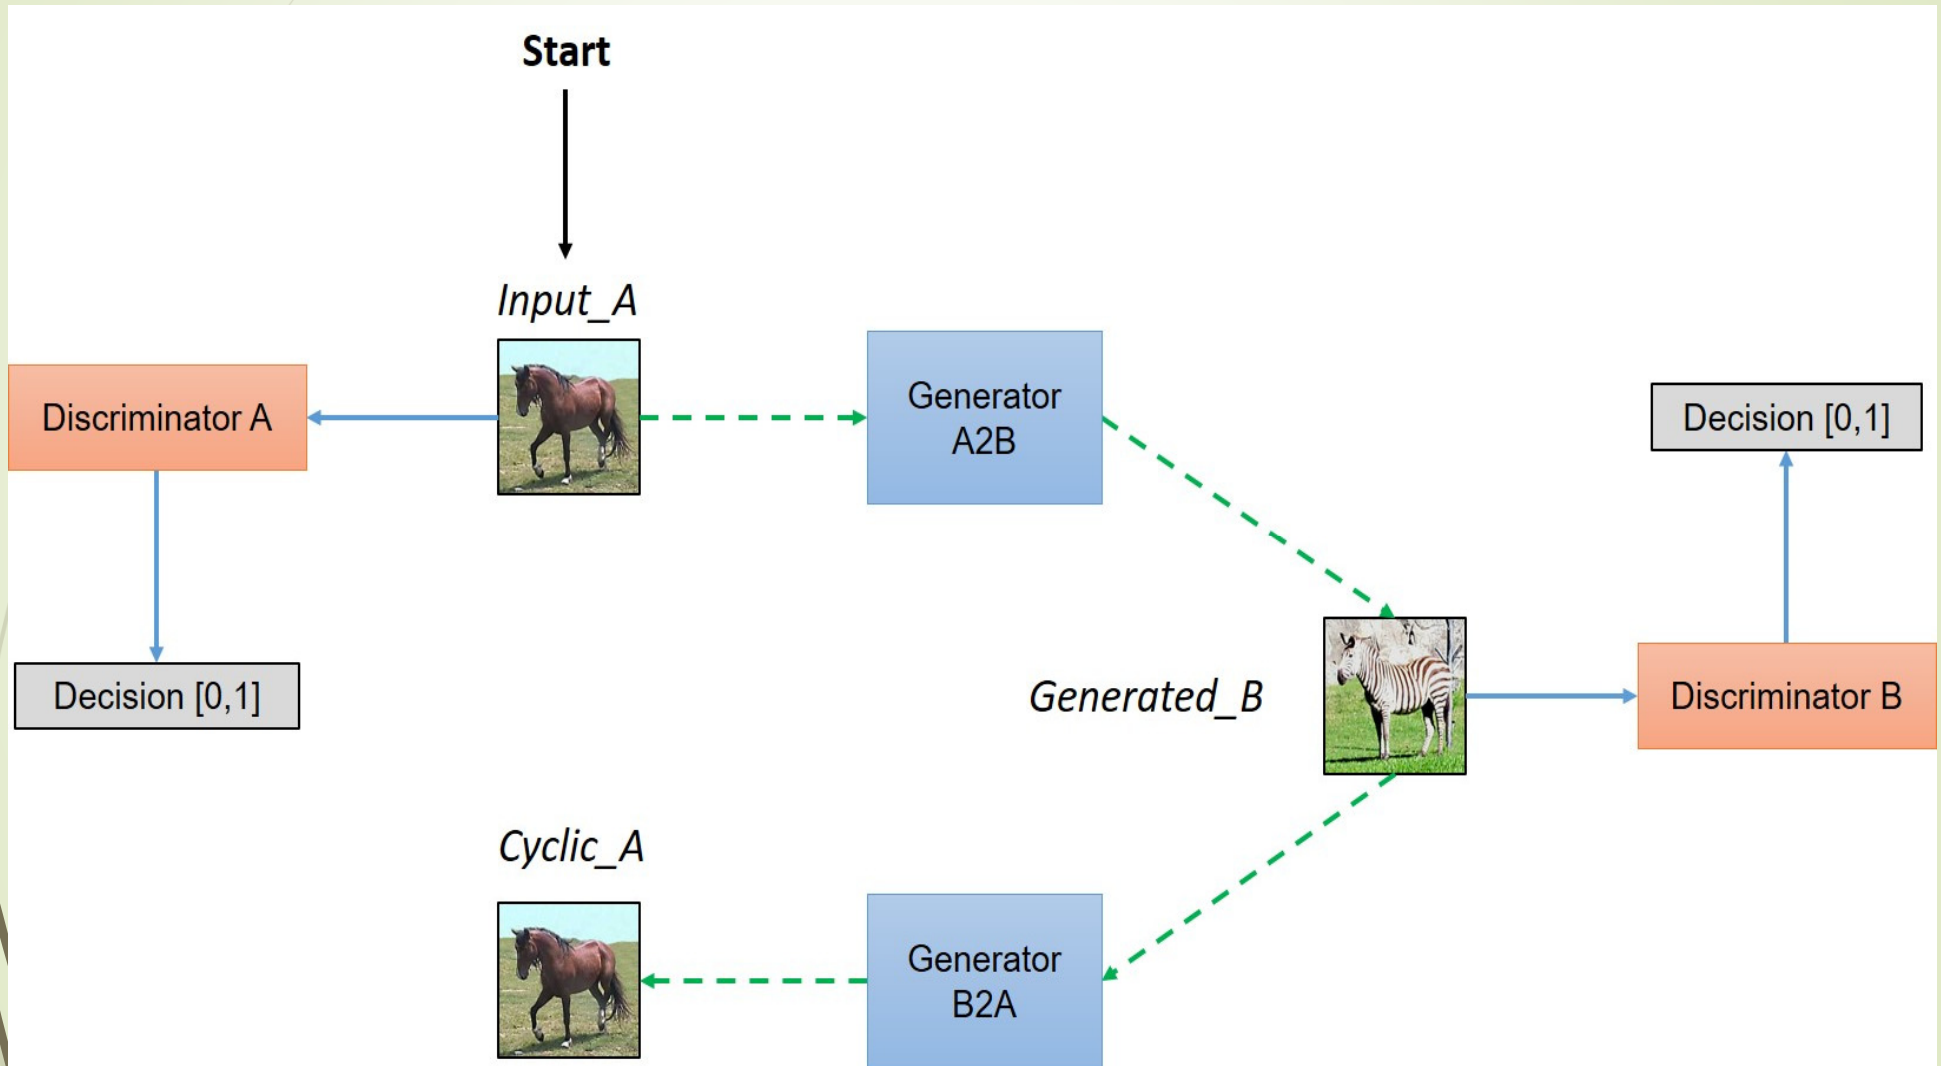 Start
Input_A
Discriminator A
Generator
A2B
Decision [0,1]
Decision [0,1]
Generated_B
Discriminator B
Cyclic_A
Generator
B2A